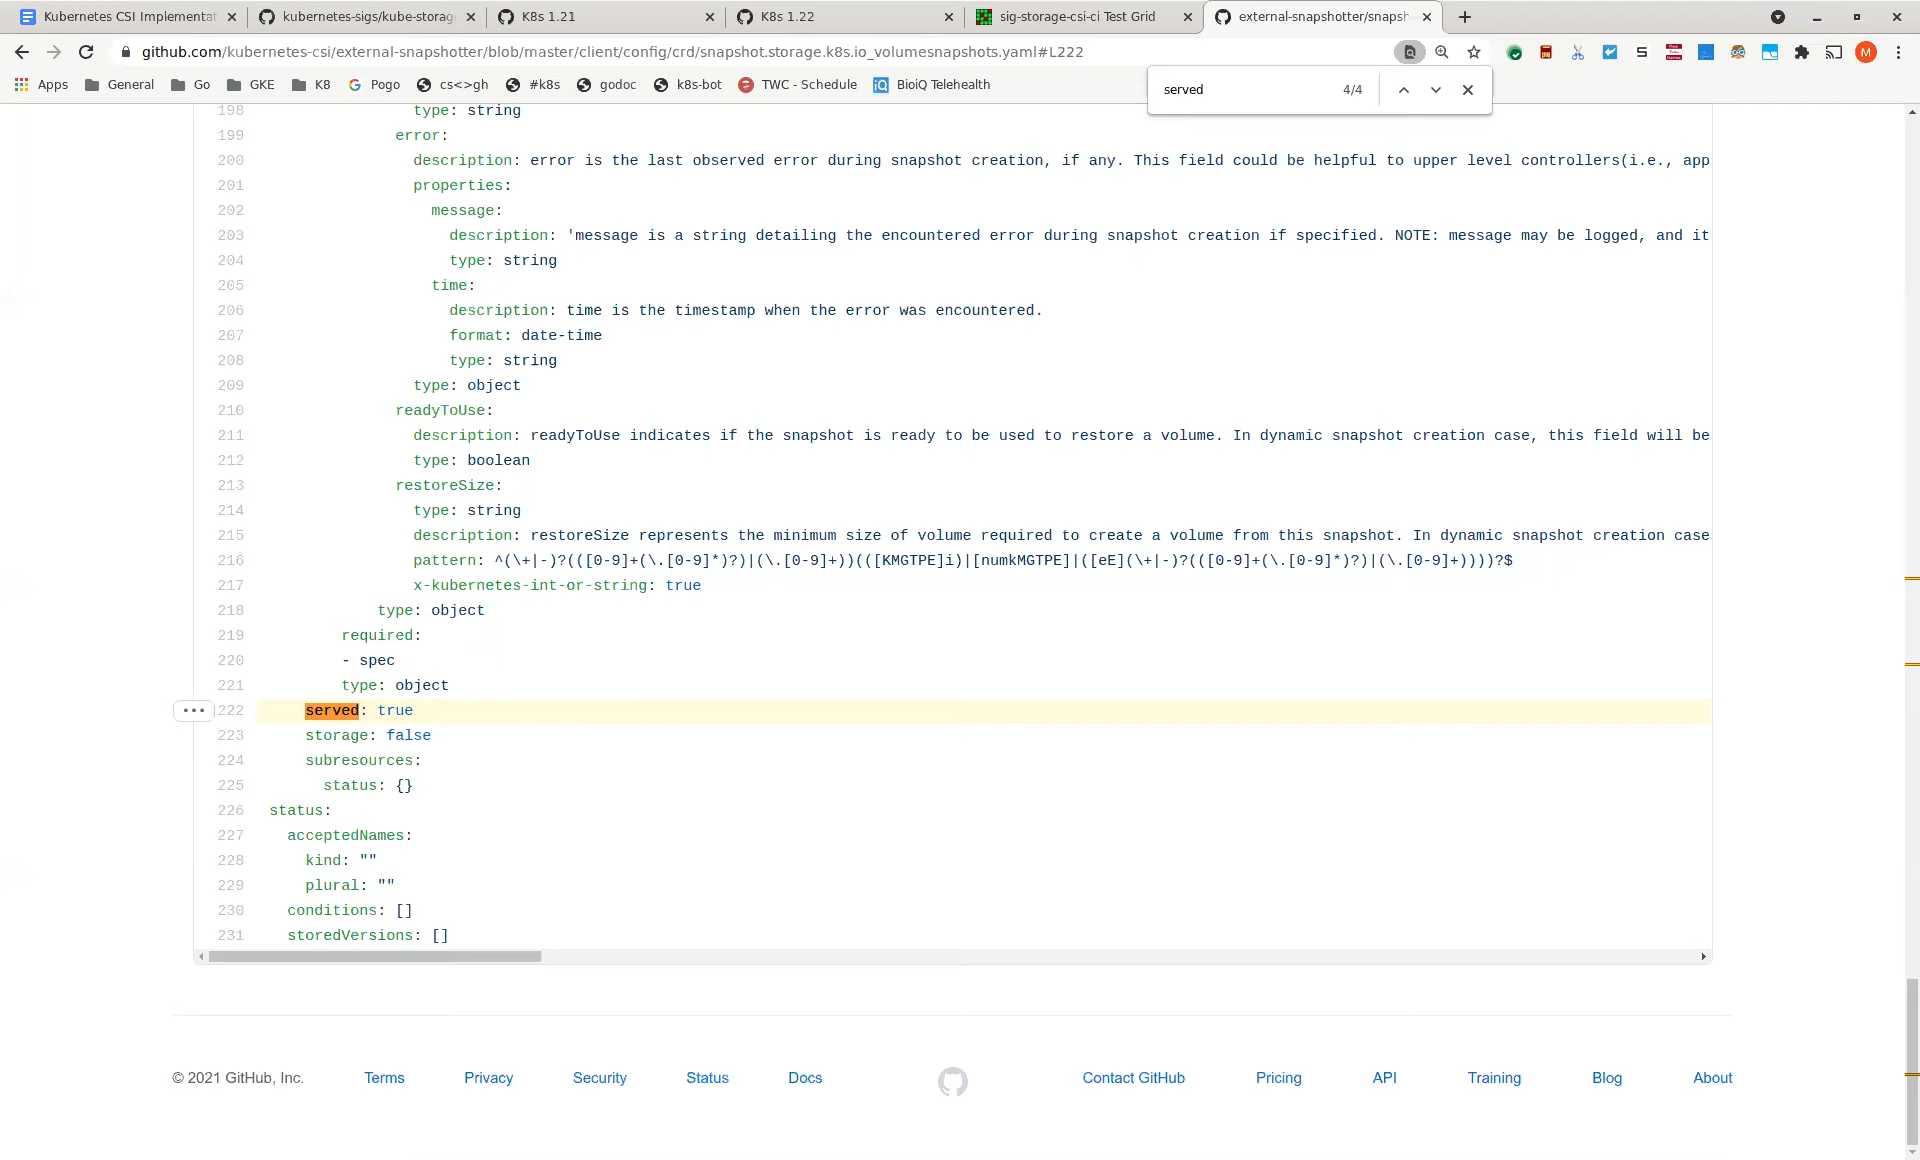 Kubernetes CSI Implementat
kubernetes-sigs/kube-storag
K8s 1.21
K8s 1.22
sig-storage-csi-ci Test Grid
external-snapshotter/snapsh
github.com/kubernetes-csi/external-snapshotter/blob/master/client/config/crd/snapshot.storage.k8s.io_volumesnapshots.yaml#L222
Apps General Go GKE K8 Pogo cs<>gh #k8s godoc k8s-bot TWC - Schedule BioiQ Telehealth
served 4/4
M
198 type: string
199 error:
200 description: error is the last observed error during snapshot creation, if any. This field could be helpful to upper level controllers(i.e., app
201 properties:
202 message:
203 description: 'message is a string detailing the encountered error during snapshot creation if specified. NOTE: message may be logged, and it
204 type: string
205 time:
206 description: time is the timestamp when the error was encountered.
207 format: date-time
208 type: string
209 type: object
210 readyToUse:
211 description: readyToUse indicates if the snapshot is ready to be used to restore a volume. In dynamic snapshot creation case, this field will be
212 type: boolean
213 restoreSize:
214 type: string
215 description: restoreSize represents the minimum size of volume required to create a volume from this snapshot. In dynamic snapshot creation case
216 pattern: ^(\+|-)?(([0-9]+(\.[0-9]*)?)|(\.[0-9]+))(([KMGTPE]i)|[numkMGTPE]|([eE](\+|-)?(([0-9]+(\.[0-9]*)?)|(\.[0-9]+))))?$
217 x-kubernetes-int-or-string: true
218 type: object
219 required:
220 - spec
221 type: object
222 served: true
223 storage: false
224 subresources:
225 status: {}
226 status:
227 acceptedNames:
228 kind: ""
229 plural: ""
230 conditions: []
231 storedVersions: []
© 2021 GitHub, Inc. Terms Privacy Security Status Docs Contact GitHub Pricing API Training Blog About